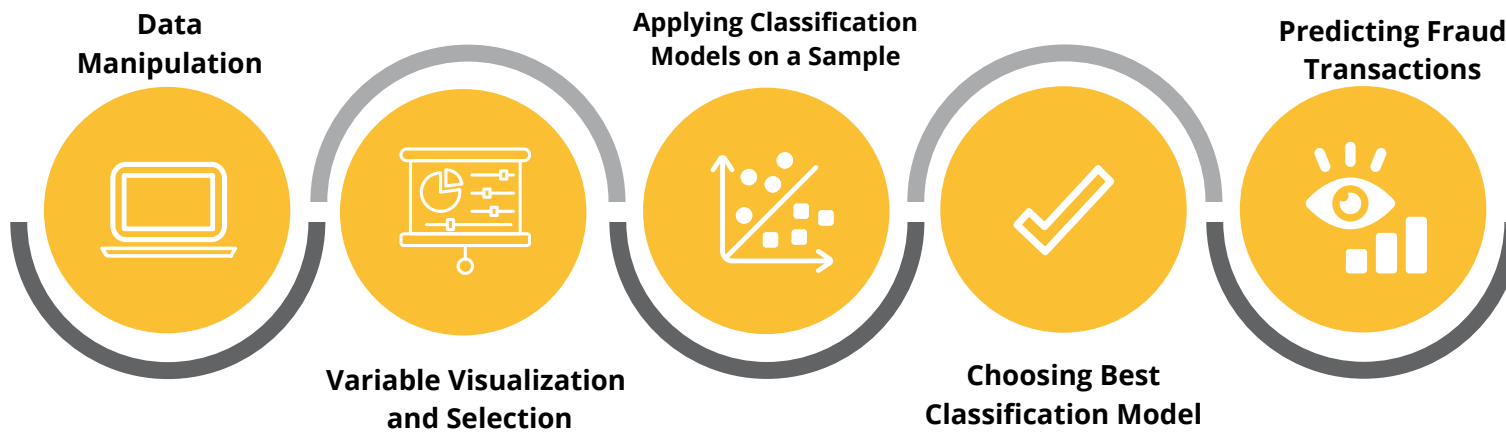 Data
Manipulation
Variable Visualization
and Selection
Applying Classification
Models on a Sample
Choosing Best
Classification Model
Predicting Fraud
Transactions